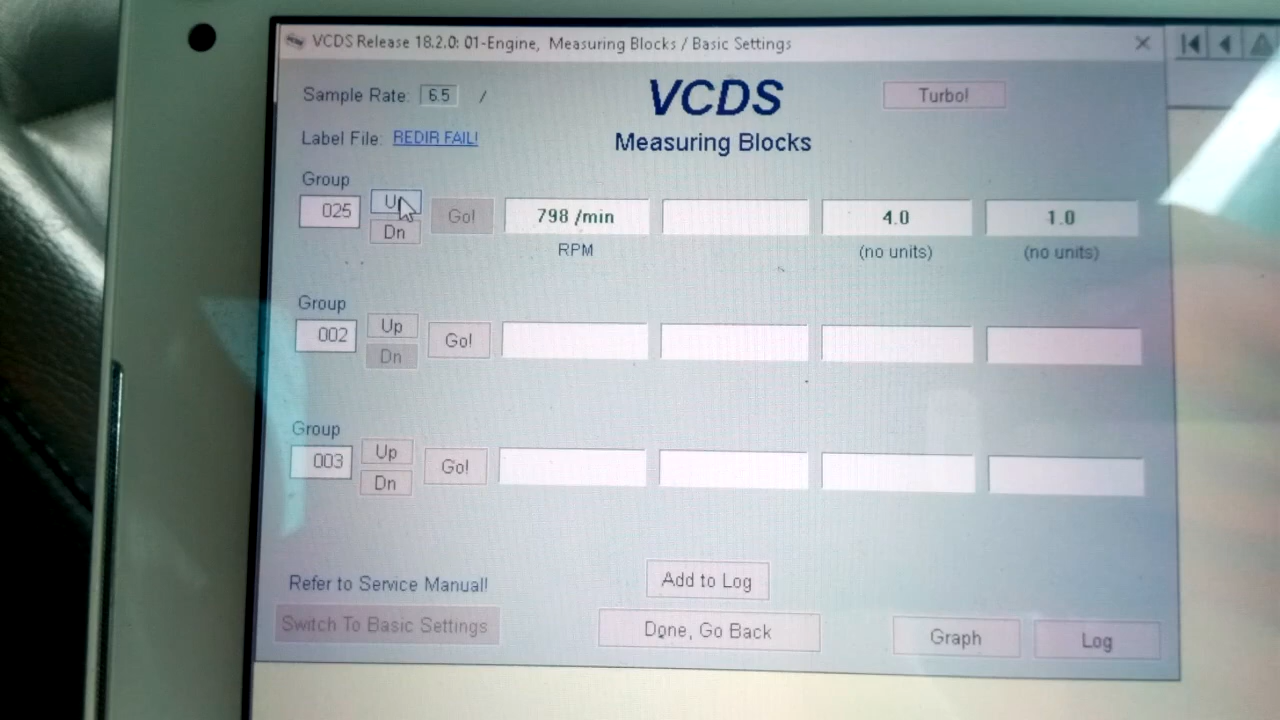 VCDS Release 18.2.0: 01-Engine, Measuring Blocks / Basic Settings
Sample Rate: 6.5 /
VCDS
Turbo!
Label File: REDIR FAIL!
Measuring Blocks
Group
025
Up
Dn
Go!
798 /min
4.0
1.0
RPM
(no units)
(no units)
Group
002
Up
Dn
Go!
Group
003
Up
Dn
Go!
Refer to Service Manual!
Add to Log
Switch To Basic Settings
Done, Go Back
Graph
Log